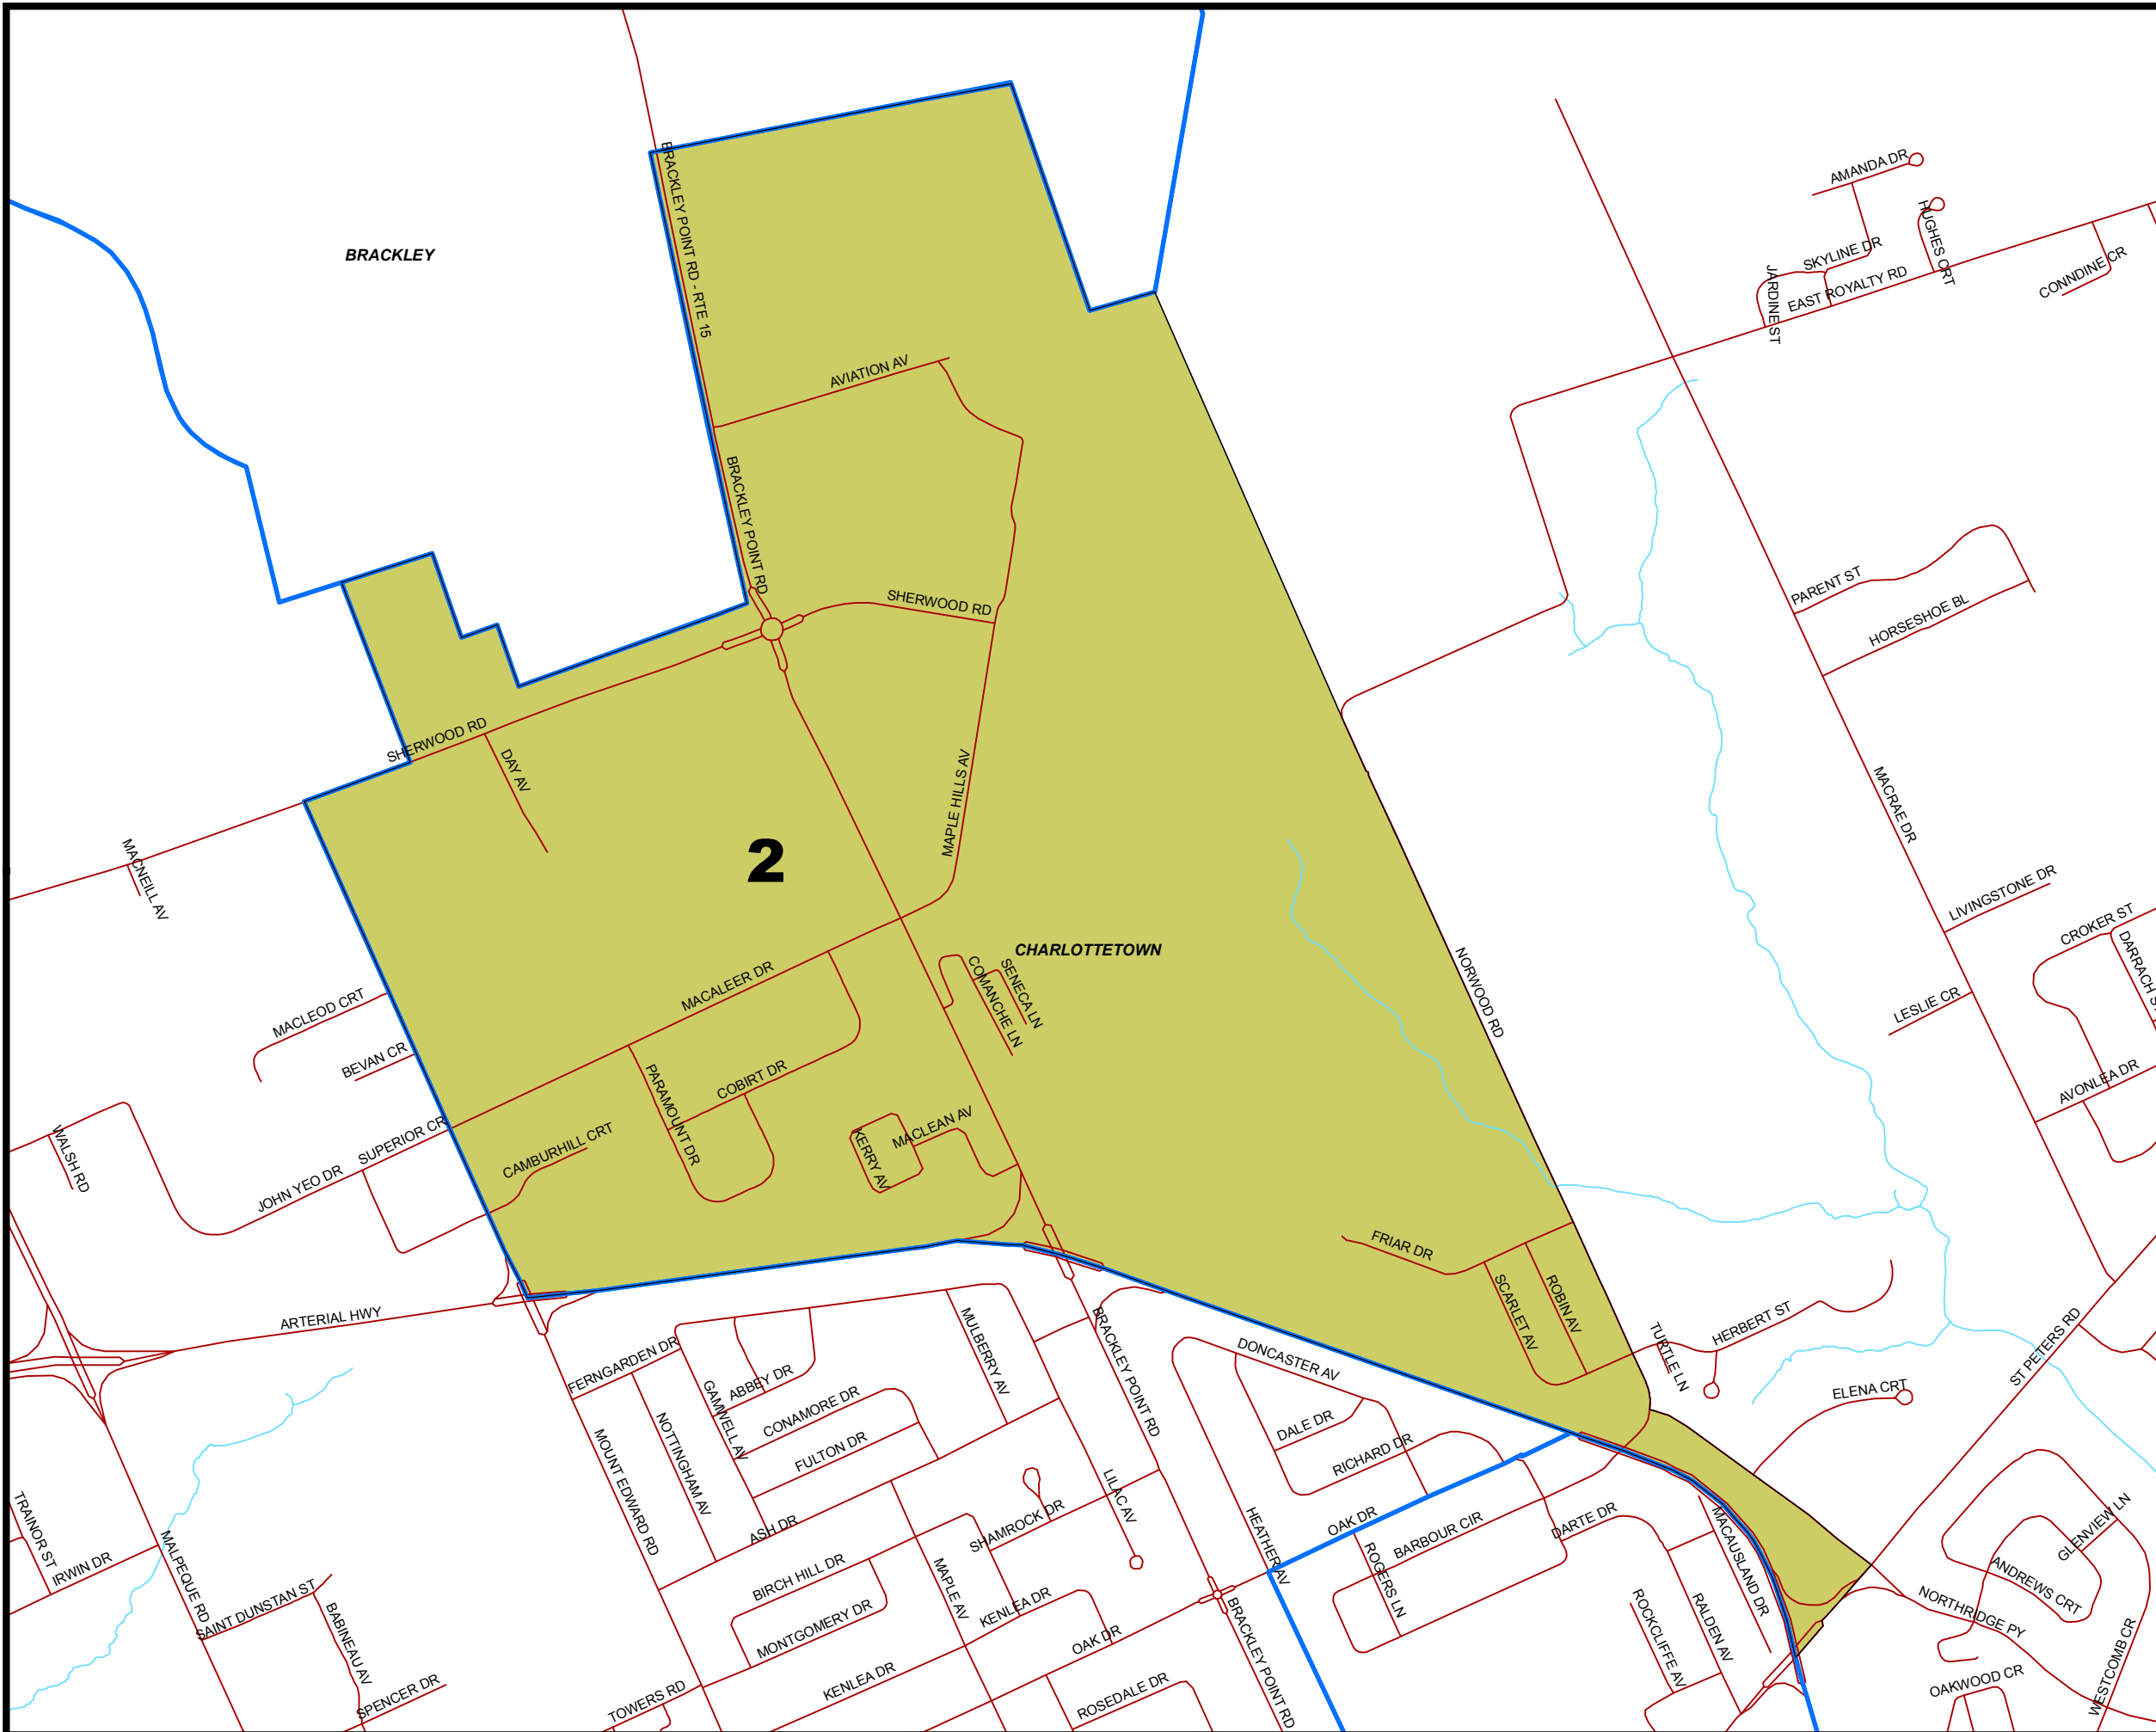 AMANDA DR
HUGHES CRT
SKYLINE DR
EAST ROYALTY RD
JARDINE ST
CONNDINE CR
BRACKLEY
BRACKLEY POINT RD - RTE 15
AVIATION AV
BRACKLEY POINT RD
SHERWOOD RD
PARENT ST
HORSESHOE BL
SHERWOOD RD
DAY AV
MAPLE HILLS AV
MACRAE DR
MACNEILL AV
2
LIVINGSTONE DR
CROKER ST
DARRACH
CHARLOTTETOWN
NORWOOD RD
MACALEER DR
COMANCHE LN
SENECA LN
LESLIE CR
MACLEOD CRT
BEVAN CR
AVONLEA DR
PARAMOUNT DR
COBIRT DR
MACLEAN AV
KERRY AV
WALSH RD
SUPERIOR CR
JOHN YEO DR
CAMBURHILL CRT
FRIAR DR
SCARLET AV
ROBIN AV
TURTLE LN
HERBERT ST
ST PETERS RD
ARTERIAL HWY
FERNGARDEN DR
ABBEY DR
MULBERRY AV
BRACKLEY POINT RD
DONCASTER AV
ELENA CRT
GAMWELL AV
CONAMORE DR
FULTON DR
NOTTINGHAM AV
MOUNT EDWARD RD
DALE DR
RICHARD DR
LILAC AV
ASH DR
SHAMROCK DR
HEATHER AV
OAK DR
BARBOUR CIR
ROGERS LN
DARTE DR
MACAUSLAND DR
GLENVIEW LN
ANDREWS CRT
NORTHRIDGE PY
TRAINOR ST
IRWIN DR
MALPEQUE RD
SAINT DUNSTAN ST
BABINEAU AV
SPENCER DR
BIRCH HILL DR
MONTGOMERY DR
MAPLE AV
KENLEA DR
KENLEA DR
OAK DR
TOWERS RD
ROSEDALE DR
BRACKLEY POINT RD
ROCKCLIFFE AV
RALDEN AV
OAKWOOD CR
WESTCOMB CR